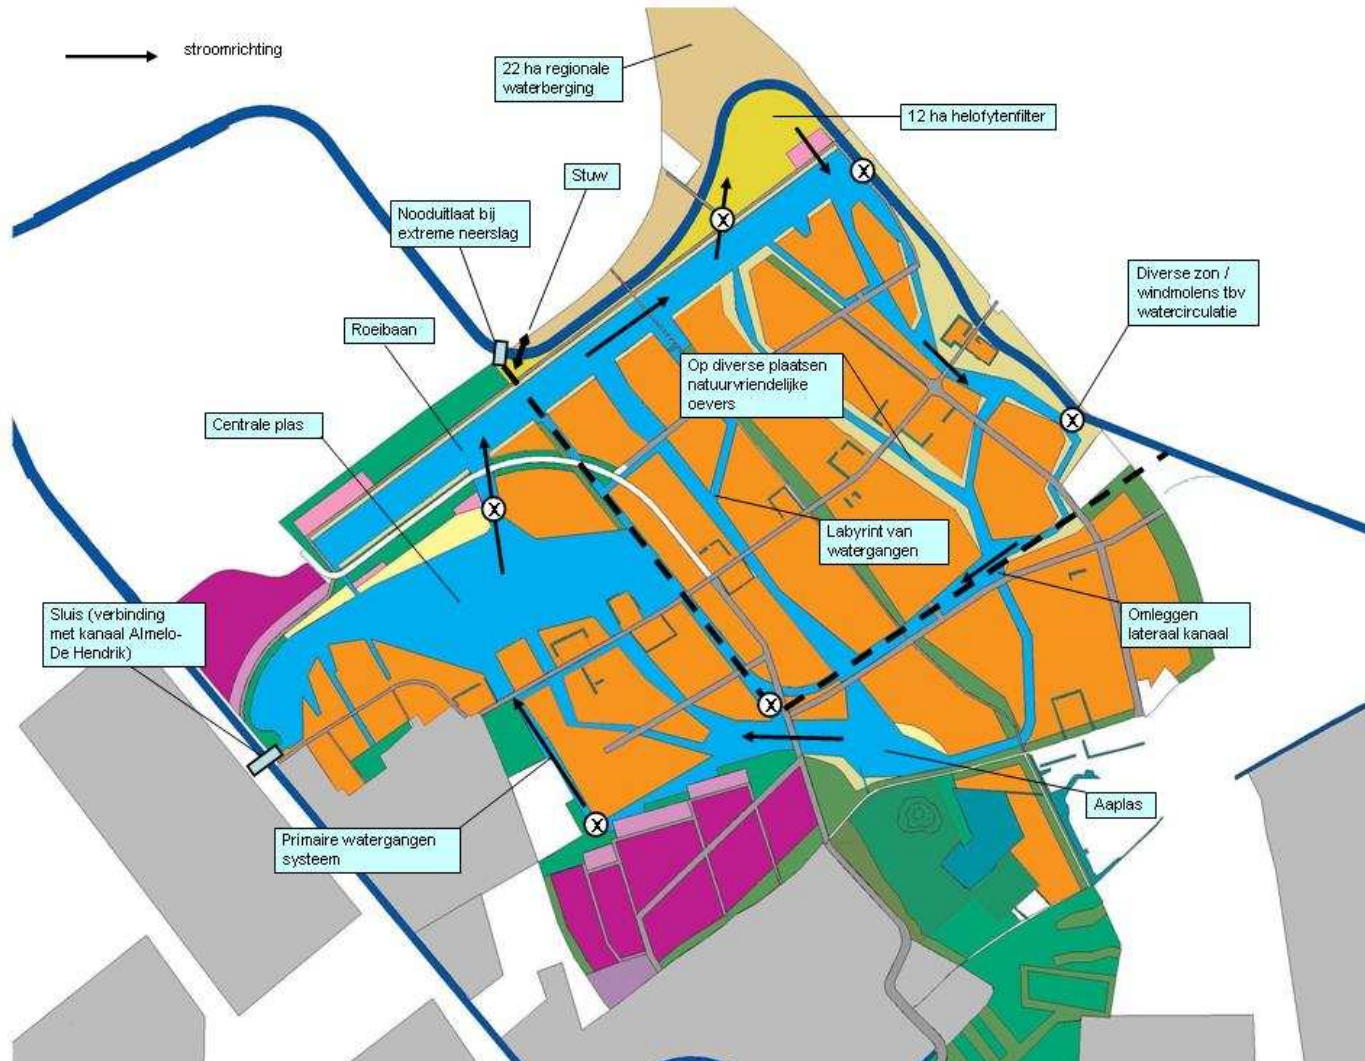 stroomrichting
22 ha regionale
waterberging
12 ha helofytenfilter
Stuw
Nooduitlaat bij
extreme neerslag
Diverse zon /
windmolens tbv
watercirculatie
Roeibaan
Op diverse plaatsen
natuurvriendelijke
oevers
Centrale plas
Labyrint van
watergangen
Sluis (verbinding
met kanaal Almelo-
De Hendrik)
Omleggen
lateraal kanaal
Aaplas
Primaire watergangen
systeem
X
X
X
X
X
X